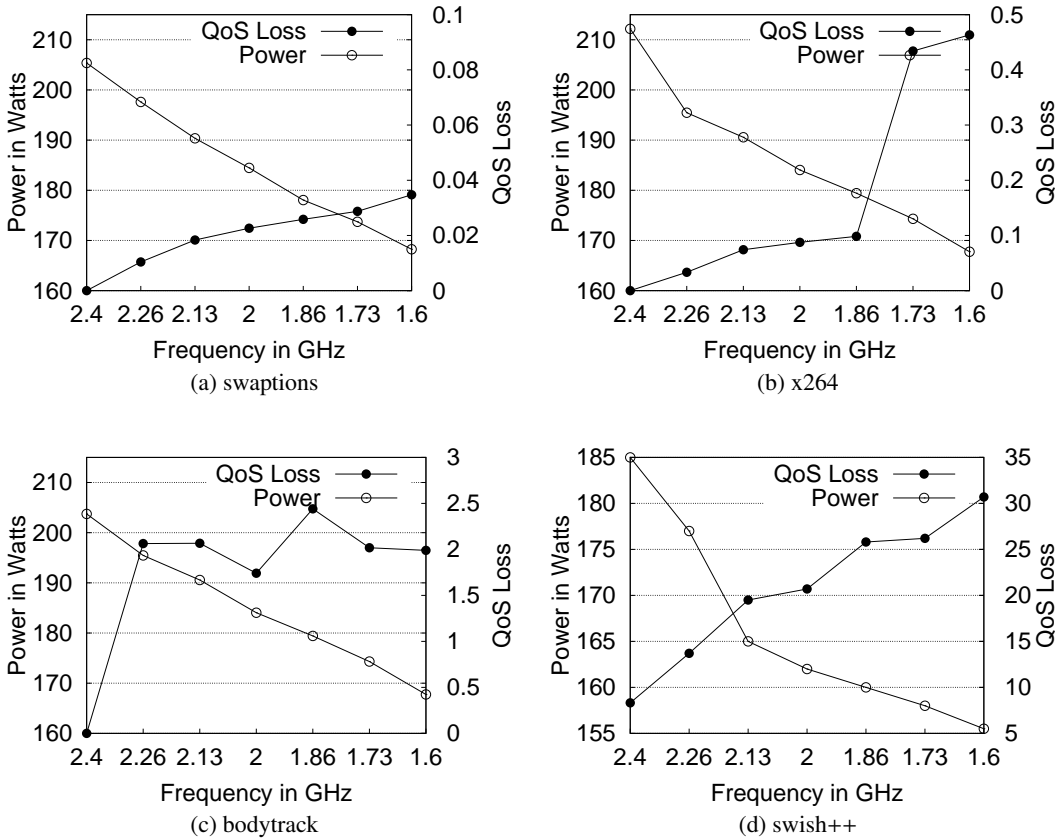 0.1
210
QoS Loss
Power
0.08
200
0.06
190
0.04
180
0.02
170
160
0
2.4 2.26 2.13 2 1.86 1.73 1.6
Power in Watts
QoS Loss
Frequency in GHz
(a) swaptions
0.5
210
QoS Loss
Power
0.4
200
0.3
190
0.2
180
0.1
170
160
0
2.4 2.26 2.13 2 1.86 1.73 1.6
Power in Watts
QoS Loss
Frequency in GHz
(b) x264
3
210
QoS Loss
Power
2.5
200
2
190
1.5
180
1
170
0.5
160
0
2.4 2.26 2.13 2 1.86 1.73 1.6
Power in Watts
QoS Loss
Frequency in GHz
(c) bodytrack
185
35
QoS Loss
Power
180
30
175
25
170
20
165
15
160
10
155
5
2.4 2.26 2.13 2 1.86 1.73 1.6
Power in Watts
QoS Loss
Frequency in GHz
(d) swish++